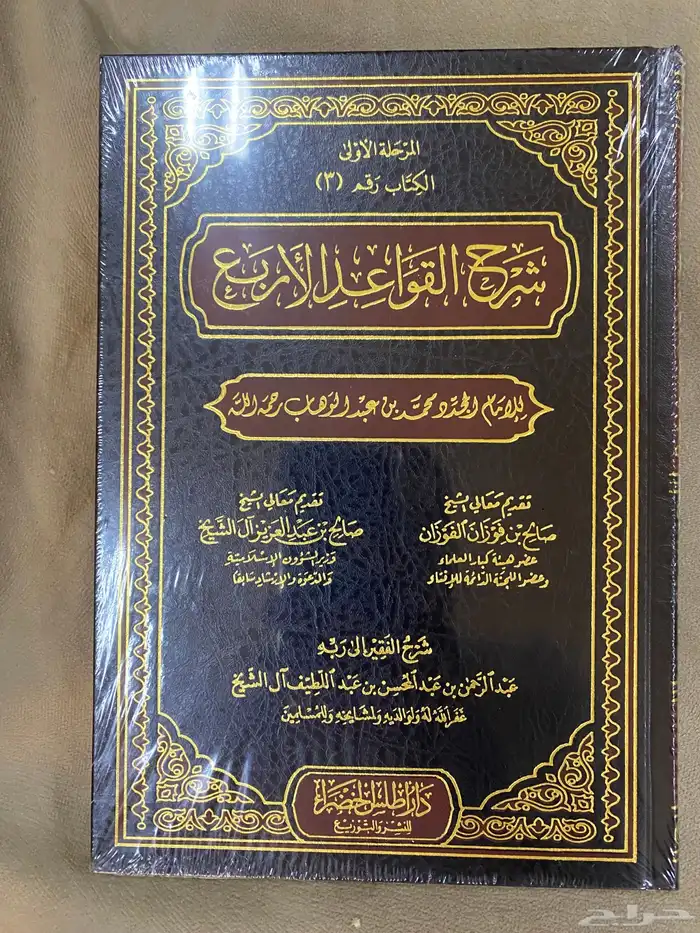 المرحلة الأولى
الكتاب رقم (٣)
شرح القواعد الأربع
للإمام المجدد محمد بن عبد الوهاب رحمه الله
تقديم معالي الشيخ
صالح بن فوزان الفوزان
عضو هيئة كبار العلماء
وعضو اللجنة الدائمة للإفتاء
تقديم معالي الشيخ
صالح بن عبد العزيز آل الشيخ
وزير الشؤون الإسلامية
والدعوة والإرشاد سابقا
شرح الفقير إلى ربه
عبد الرحمن بن عبد المحسن بن عبد اللطيف آل الشيخ
غفر الله له ولوالديه ولمشايخه وللمسلمين
دار أطلس الخضراء
للنشر والتوزيع
حراج